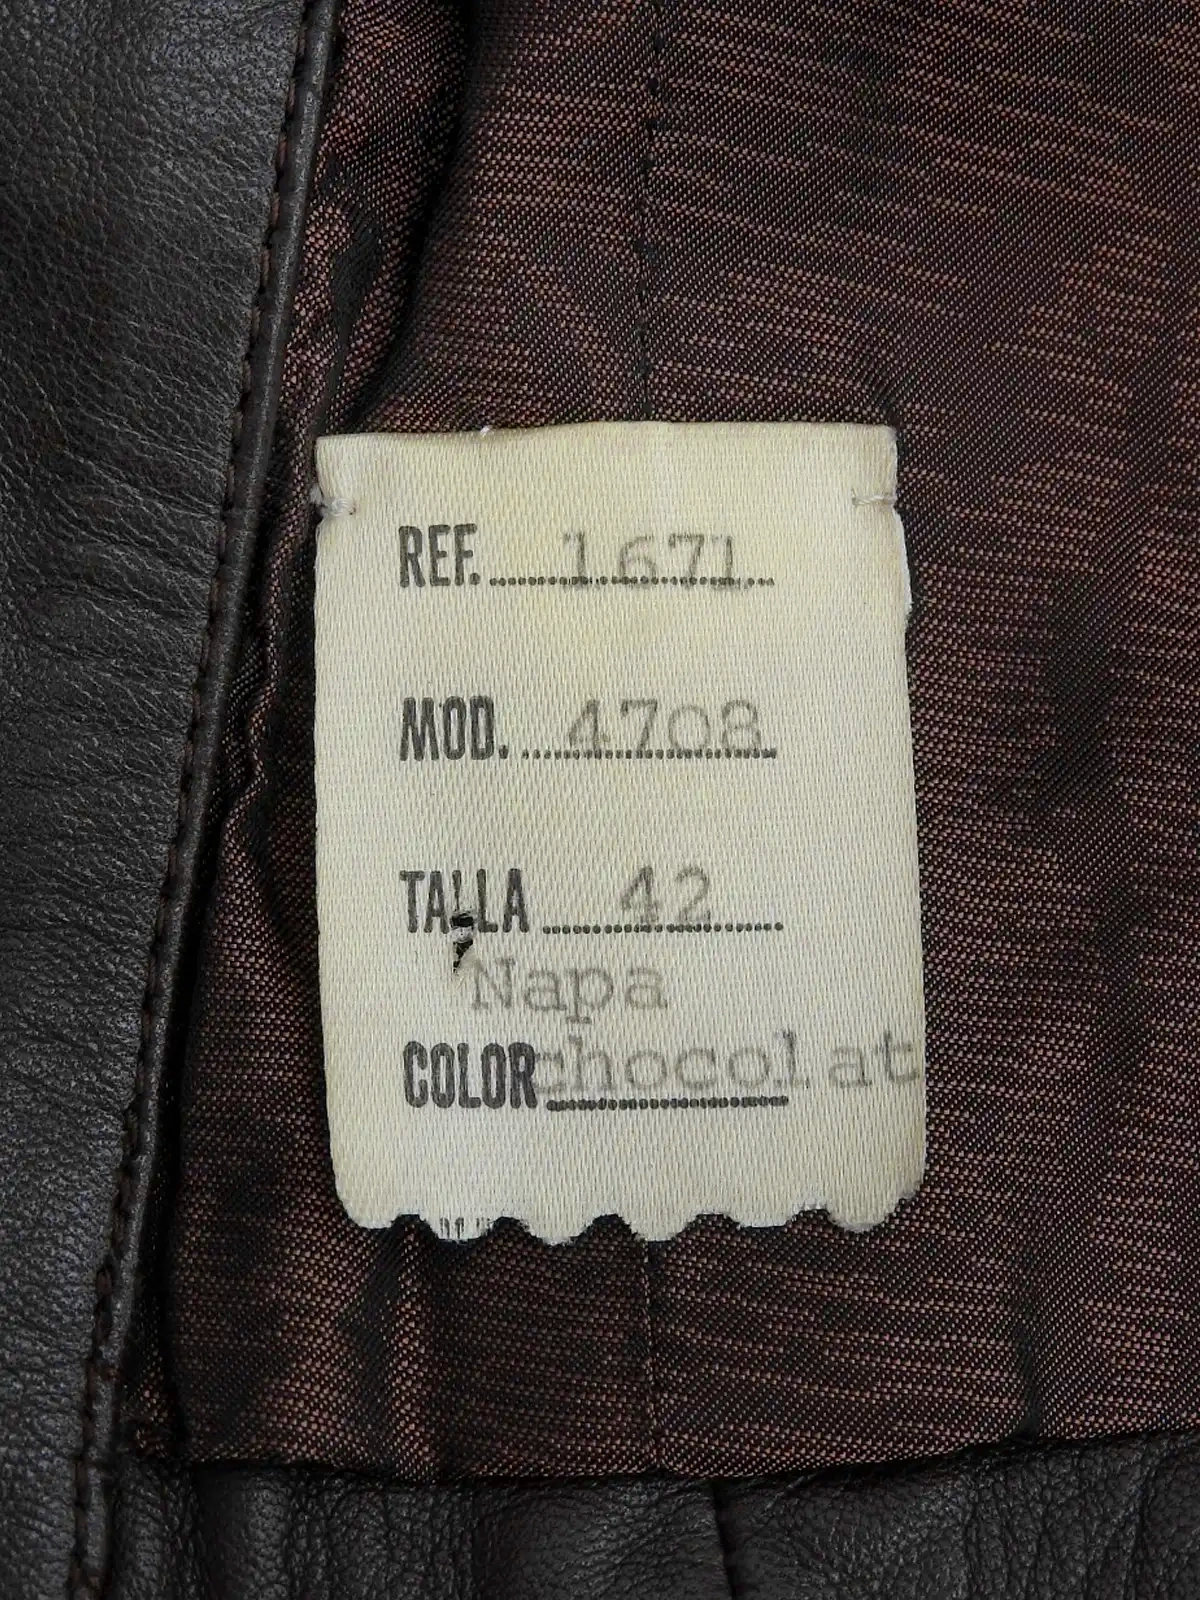 REF. 1671
MOD. 4708
TALLA 42
Napa
COLOR chocolat